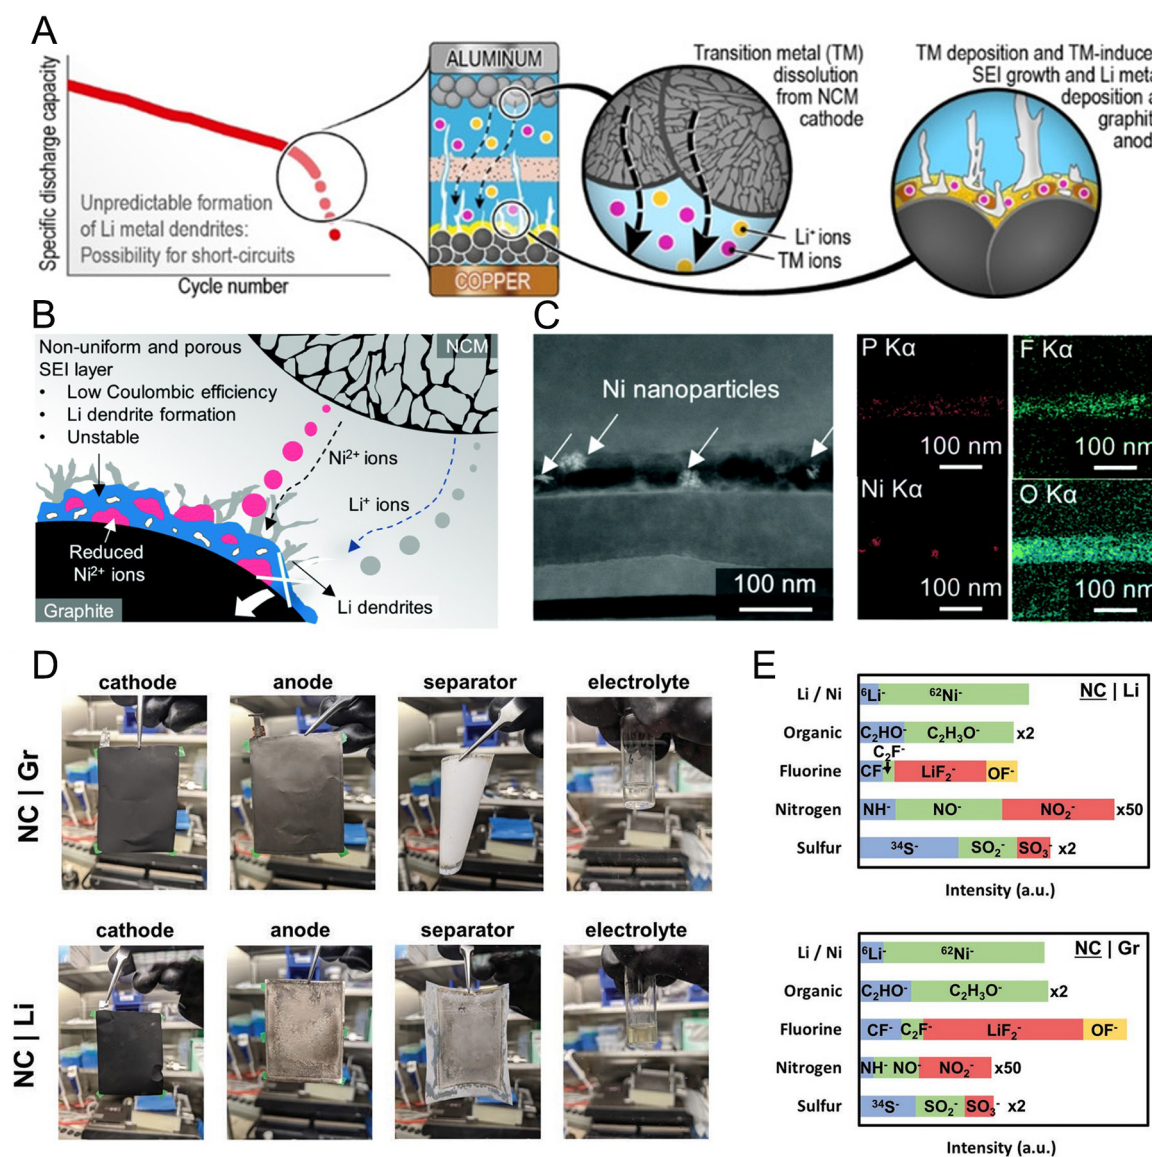 A
Specific discharge capacity
Unpredictable formation
of Li metal dendrites:
Possibility for short-circuits
Cycle number
ALUMINUM
COPPER
Transition metal (TM)
dissolution
from NCM
cathode
Li⁺ ions
TM ions
TM deposition and TM-induce
SEI growth and Li meta
deposition a
graphit
anod
B
Non-uniform and porous
SEI layer
• Low Coulombic efficiency
• Li dendrite formation
• Unstable
NCM
Ni²⁺ ions
Li⁺ ions
Reduced
Ni²⁺ ions
Li dendrites
Graphite
C
Ni nanoparticles
100 nm
P Kα
100 nm
F Kα
100 nm
Ni Kα
100 nm
O Kα
100 nm
D
cathode anode separator electrolyte
NC | Gr
cathode anode separator electrolyte
NC | Li
E
NC | Li
Li / Ni ⁶Li⁻ ⁶²Ni⁻
Organic C₂HO⁻ C₂H₃O⁻ x2
C₂F⁻
Fluorine CF⁻ LiF₂⁻ OF⁻
Nitrogen NH⁻ NO⁻ NO₂⁻ x50
Sulfur ³⁴S⁻ SO₂⁻ SO₃⁻ x2
Intensity (a.u.)
NC | Gr
Li / Ni ⁶Li⁻ ⁶²Ni⁻
Organic C₂HO⁻ C₂H₃O⁻ x2
Fluorine CF⁻ C₂F⁻ LiF₂⁻ OF⁻
Nitrogen NH⁻ NO⁻ NO₂⁻ x50
Sulfur ³⁴S⁻ SO₂⁻ SO₃⁻ x2
Intensity (a.u.)